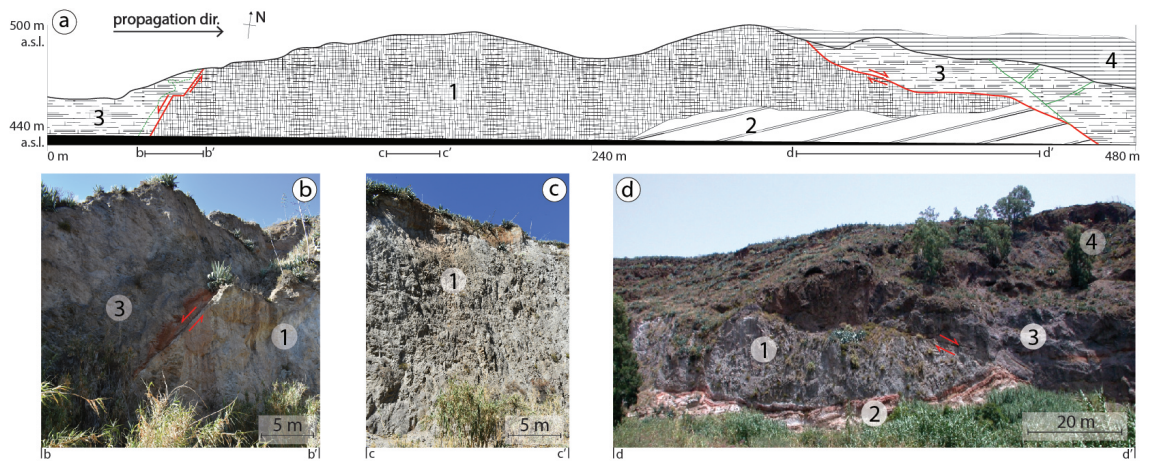 500 m
a.s.l.
a
propagation dir.
N
3
1
2
3
4
440 m
a.s.l.
b b' c c' d d'
0 m 240 m 480 m
b
3
1
5 m
b b'
c
1
5 m
c c'
d
4
1
3
2
20 m
d d'